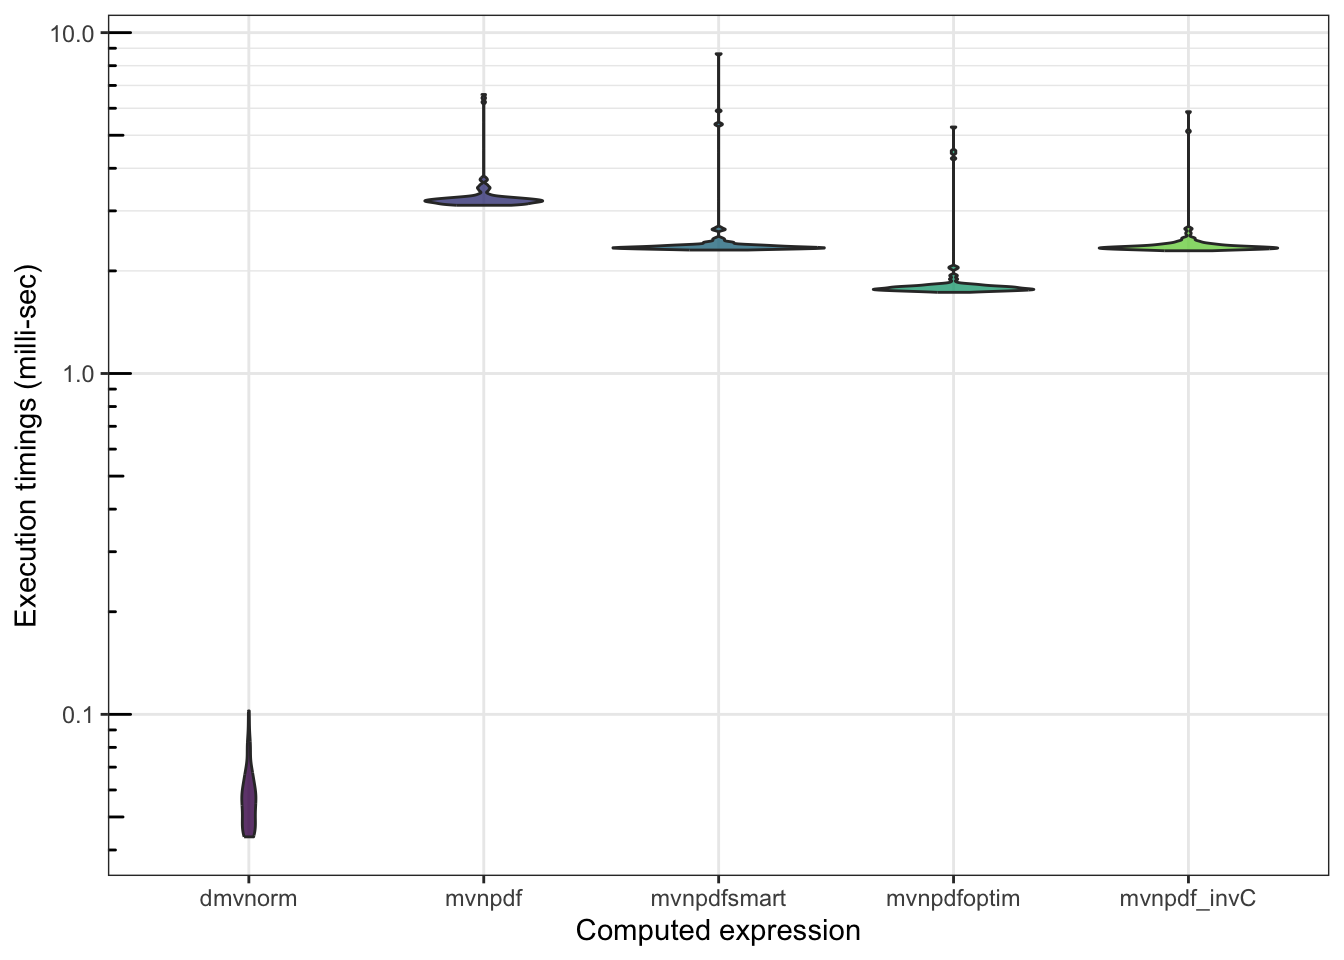 10.0
1.0
0.1
Execution timings (milli-sec)
dmvnorm
mvnpdf
mvnpdfsmart
mvnpdfoptim
mvnpdf_invC
Computed expression